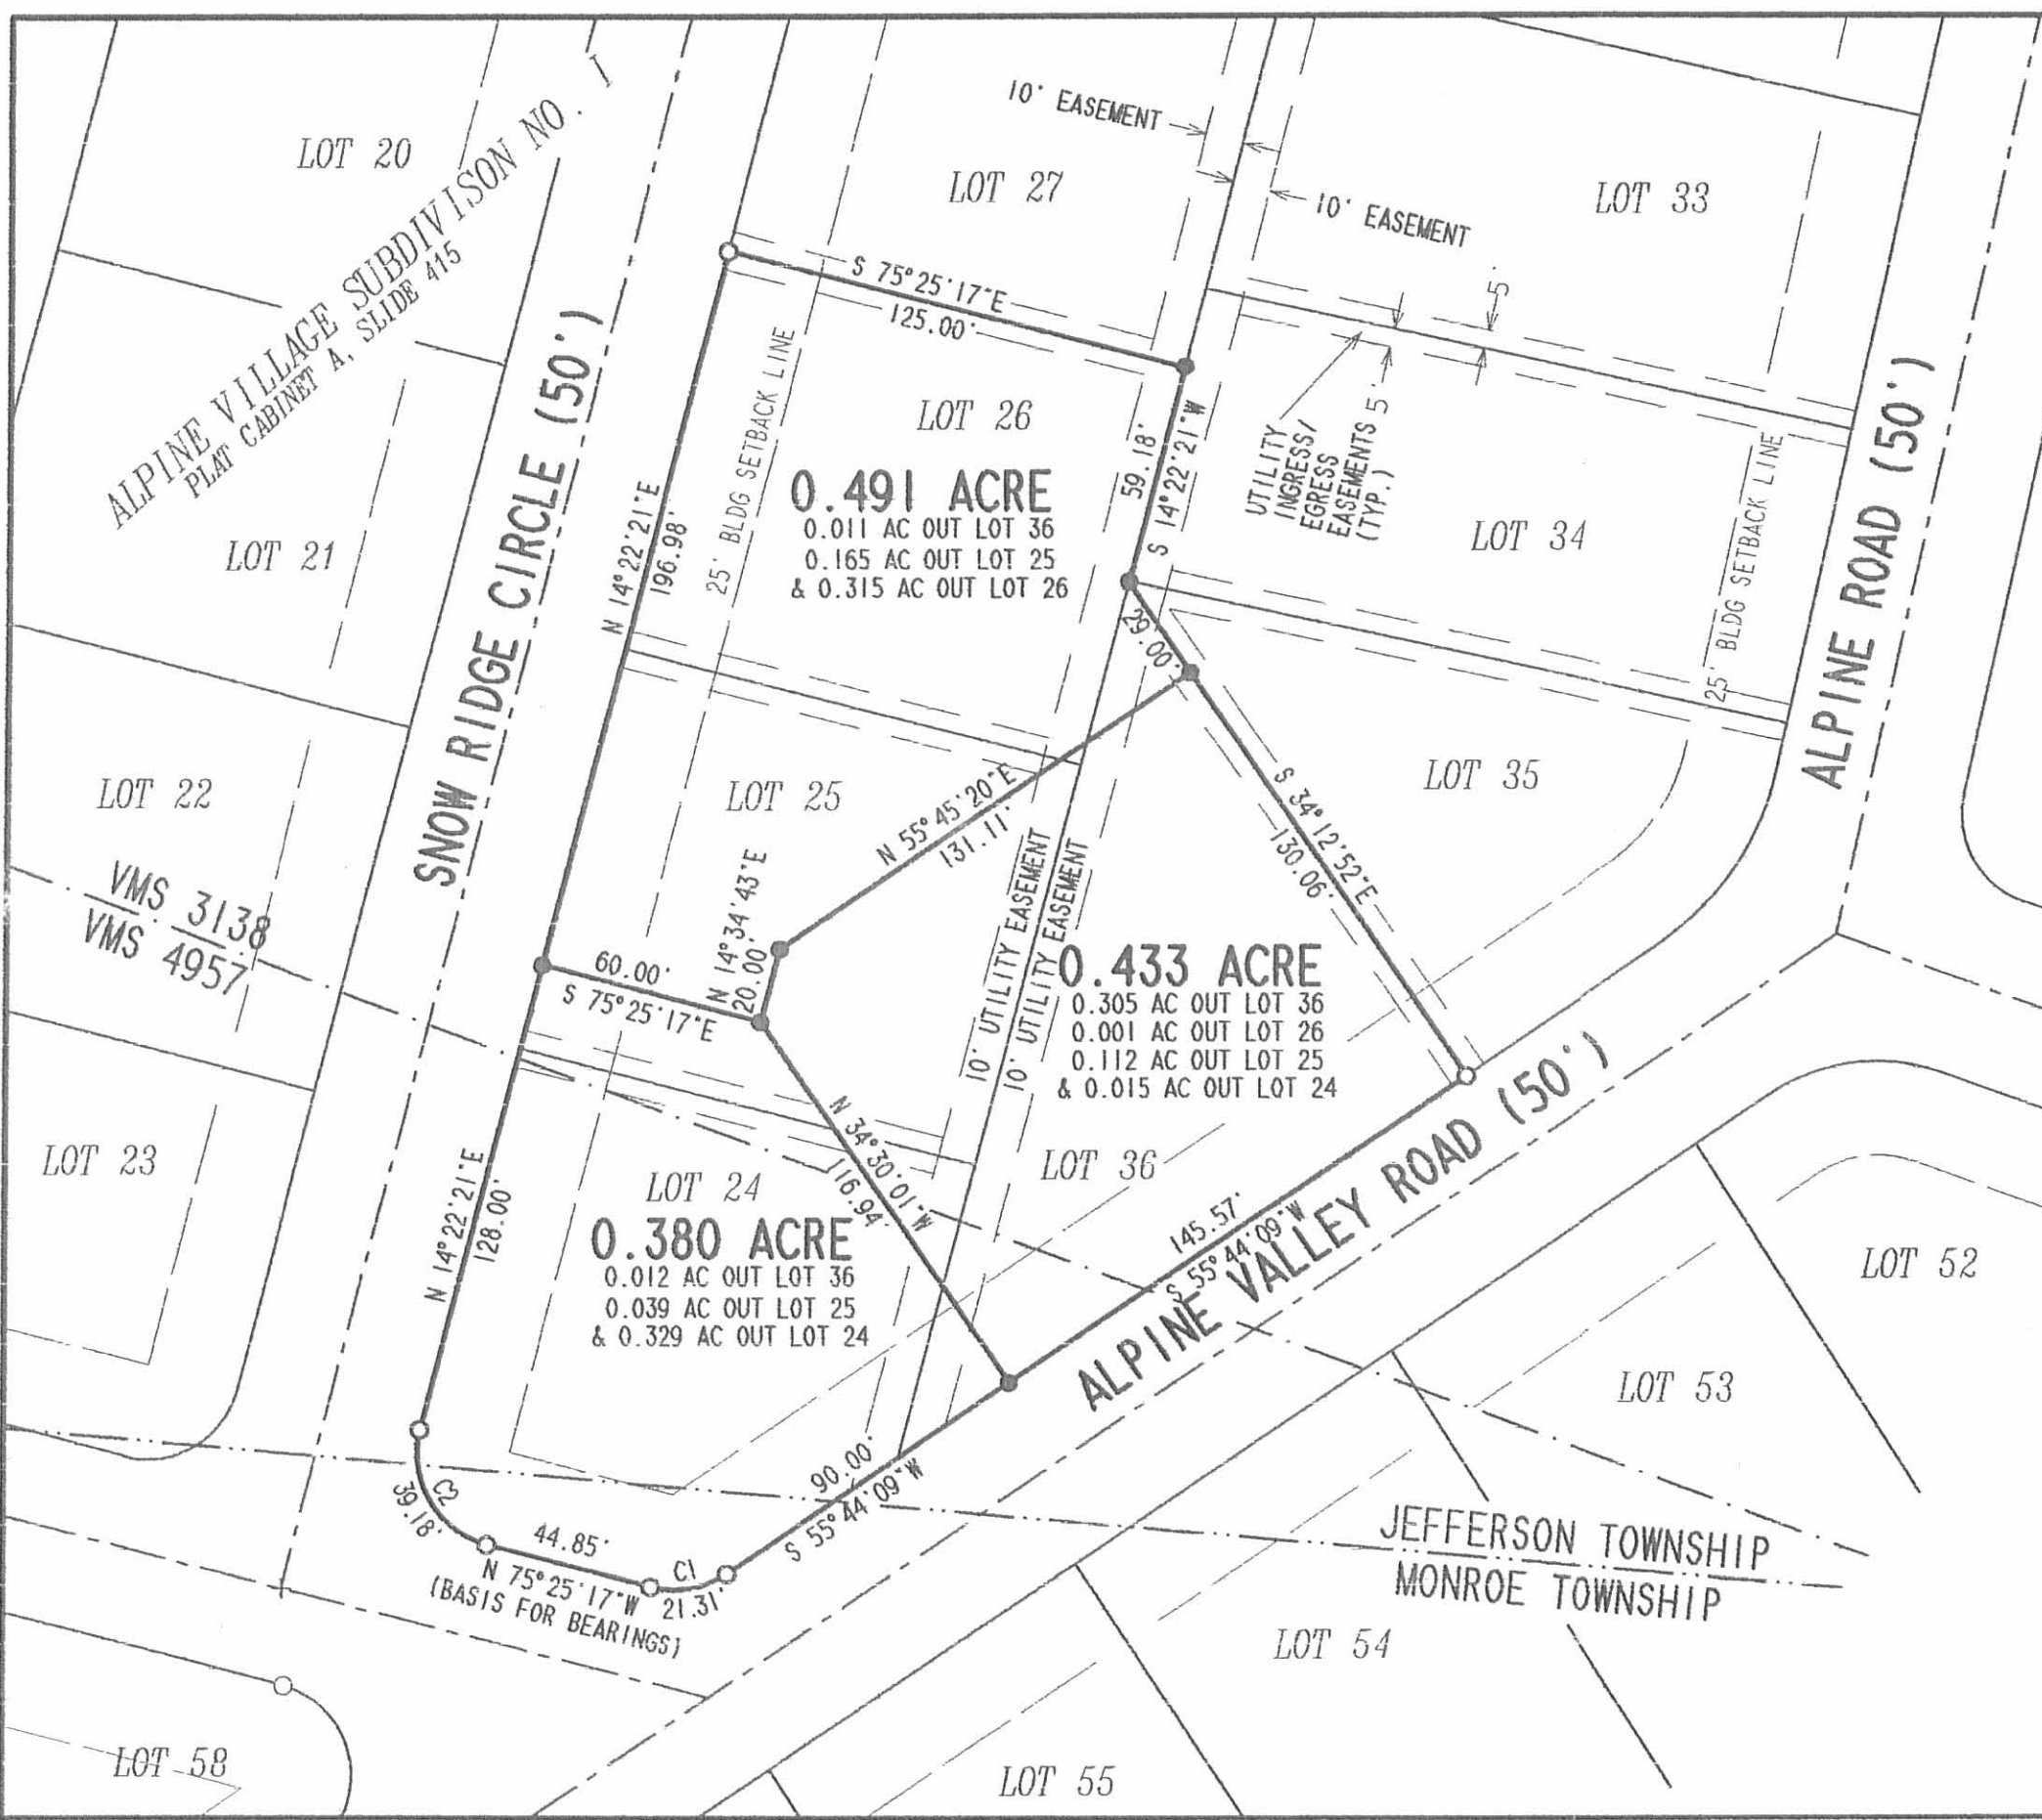 LOT 20
ALPINE VILLAGE SUBDIVISON NO. I
PLAT CABINET A, SLIDE 415
10' EASEMENT
LOT 27
10' EASEMENT
LOT 33
S 75°25'17"E
125.00'
5'
SNOW RIDGE CIRCLE (50')
N 14°22'21"E
196.98'
25' BLDG SETBACK LINE
LOT 26
0.491 ACRE
0.011 AC OUT LOT 36
0.165 AC OUT LOT 25
& 0.315 AC OUT LOT 26
59.18'
S 14°22'21"W
UTILITY
INGRESS/
EGRESS
EASEMENTS 5'
(TYP.)
LOT 34
25' BLDG SETBACK LINE
ALPINE ROAD (50')
LOT 21
29.00'
LOT 22
LOT 25
N 55°45'20"E
131.11'
S 34°12'52"E
130.06'
LOT 35
VMS 3138
VMS 4957
60.00'
S 75°25'17"E
N 14°34'43"E
20.00'
10' UTILITY EASEMENT
10' UTILITY EASEMENT
0.433 ACRE
0.305 AC OUT LOT 36
0.001 AC OUT LOT 26
0.112 AC OUT LOT 25
& 0.015 AC OUT LOT 24
LOT 23
N 14°22'21"E
128.00'
LOT 24
0.380 ACRE
0.012 AC OUT LOT 36
0.039 AC OUT LOT 25
& 0.329 AC OUT LOT 24
N 34°30'01"W
116.94'
LOT 36
145.57'
S 55°44'09"W
ALPINE VALLEY ROAD (50')
LOT 52
LOT 53
C2
39.18'
44.85'
N 75°25'17"W
(BASIS FOR BEARINGS)
C1
21.31'
90.00'
S 55°44'09"W
JEFFERSON TOWNSHIP
MONROE TOWNSHIP
LOT 54
LOT 58
LOT 55